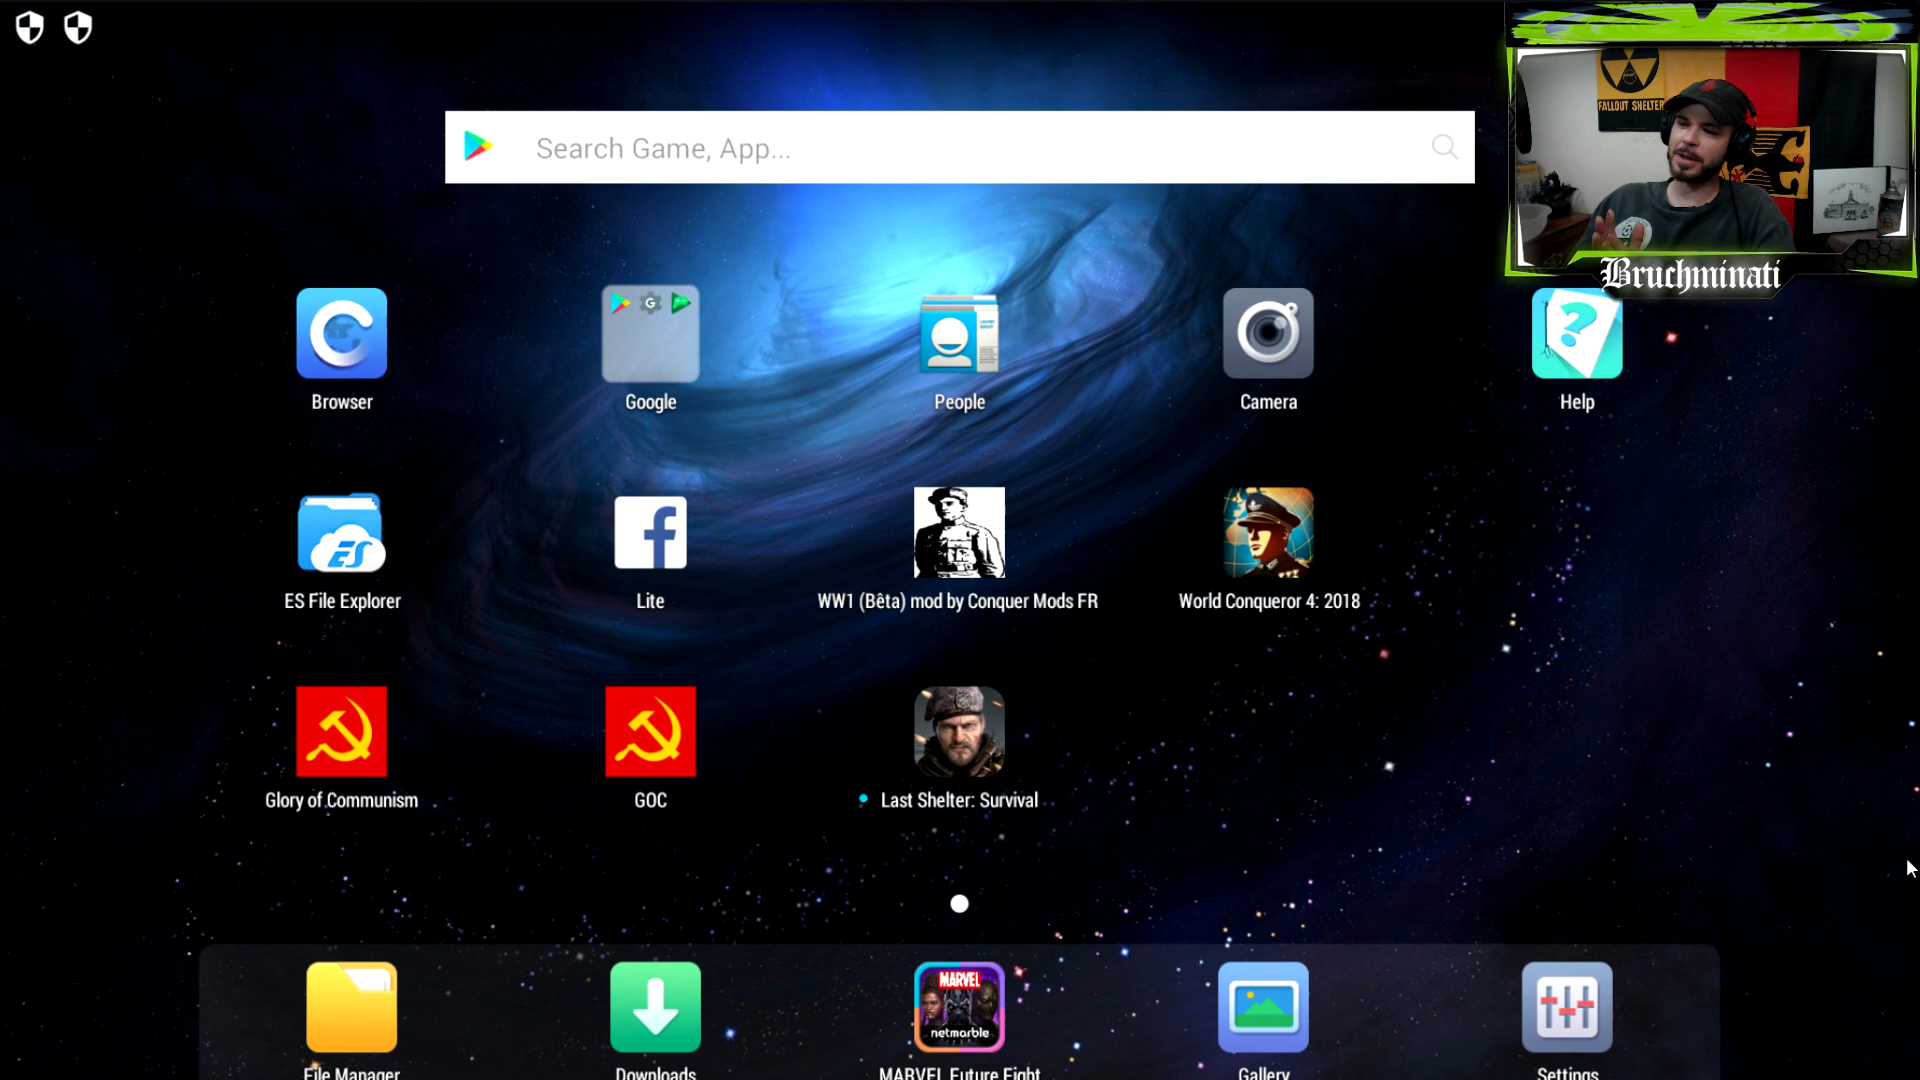 Search Game, App...
FALLOUT SHELTER
Bruchminati
Browser
Google
People
Camera
Help
ES
ES File Explorer
Lite
WW1 (Bêta) mod by Conquer Mods FR
World Conqueror 4: 2018
Glory of Communism
GOC
Last Shelter: Survival
MARVEL
netmarble
File Manager
Downloads
MARVEL Future Fight
Gallery
Settings